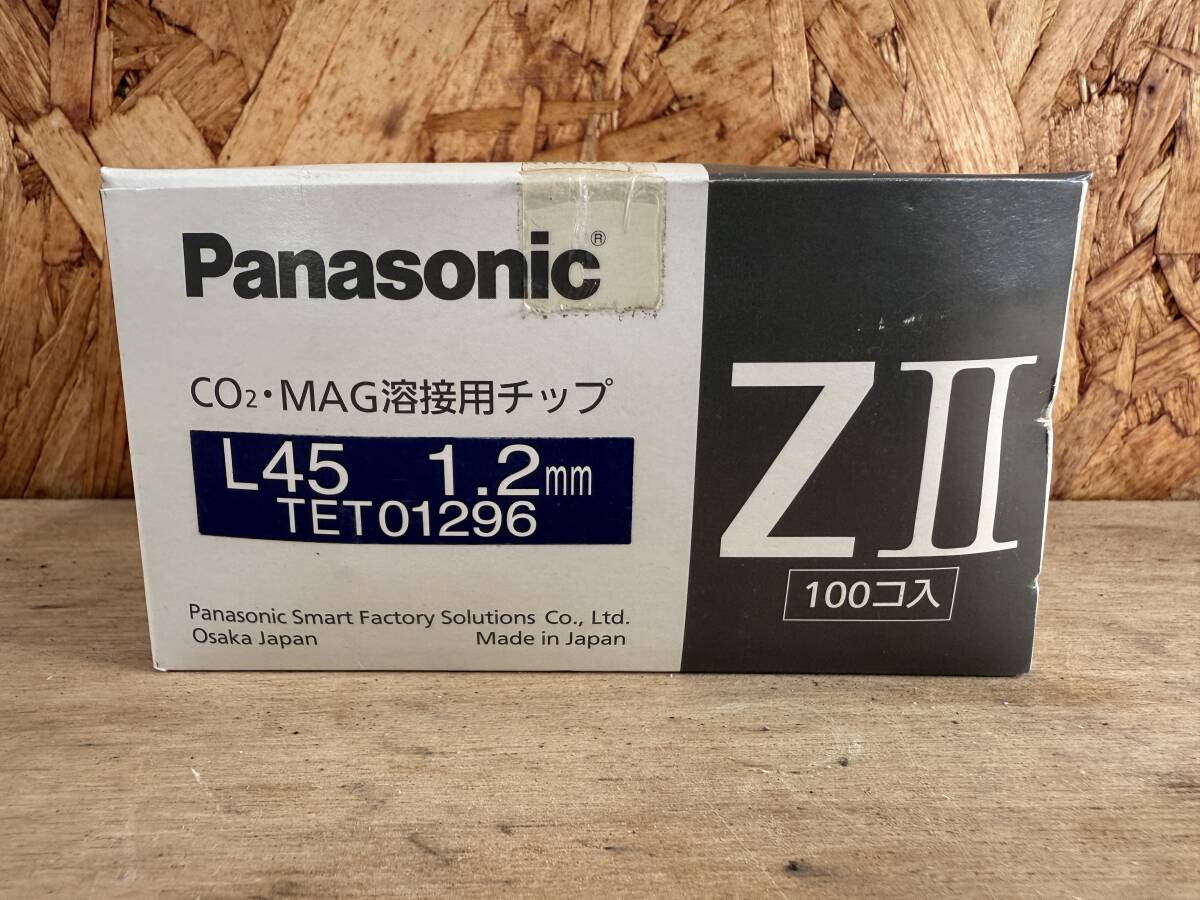 Panasonic®
CO₂・MAG溶接用チップ
L45 1.2mm
TET01296
Panasonic Smart Factory Solutions Co., Ltd.
Osaka Japan Made in Japan
ZⅡ
100コ入